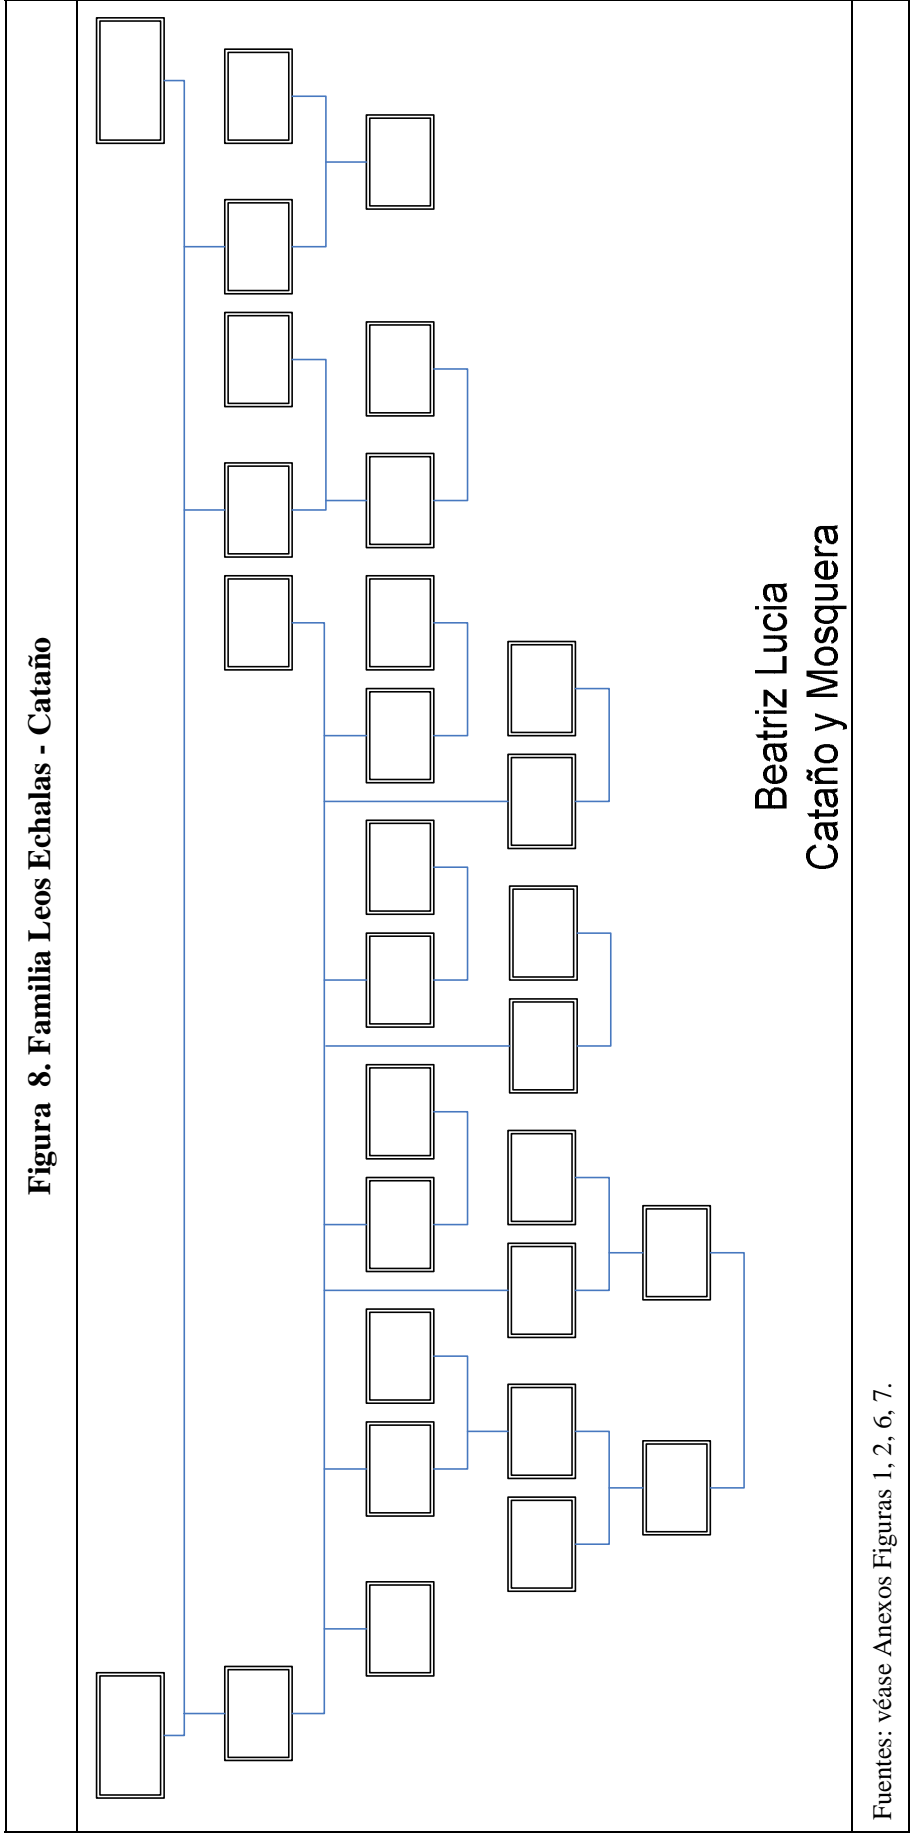 Figura 8. Familia Leos Echalas - Cataño
Beatriz Lucia
Cataño y Mosquera
Fuentes: véase Anexos Figuras 1, 2, 6, 7.